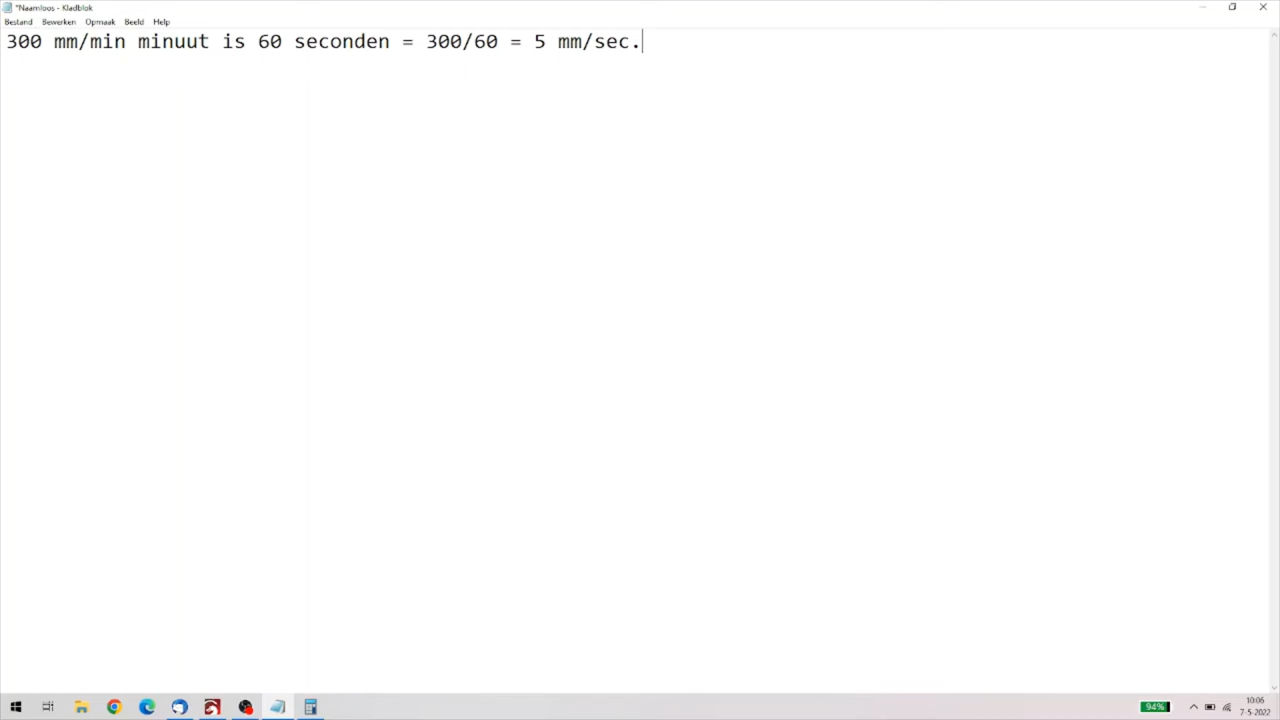 *Naamloos - Kladblok
Bestand Bewerken Opmaak Beeld Help
300 mm/min minuut is 60 seconden = 300/60 = 5 mm/sec.
94%
10:06
7-5-2022